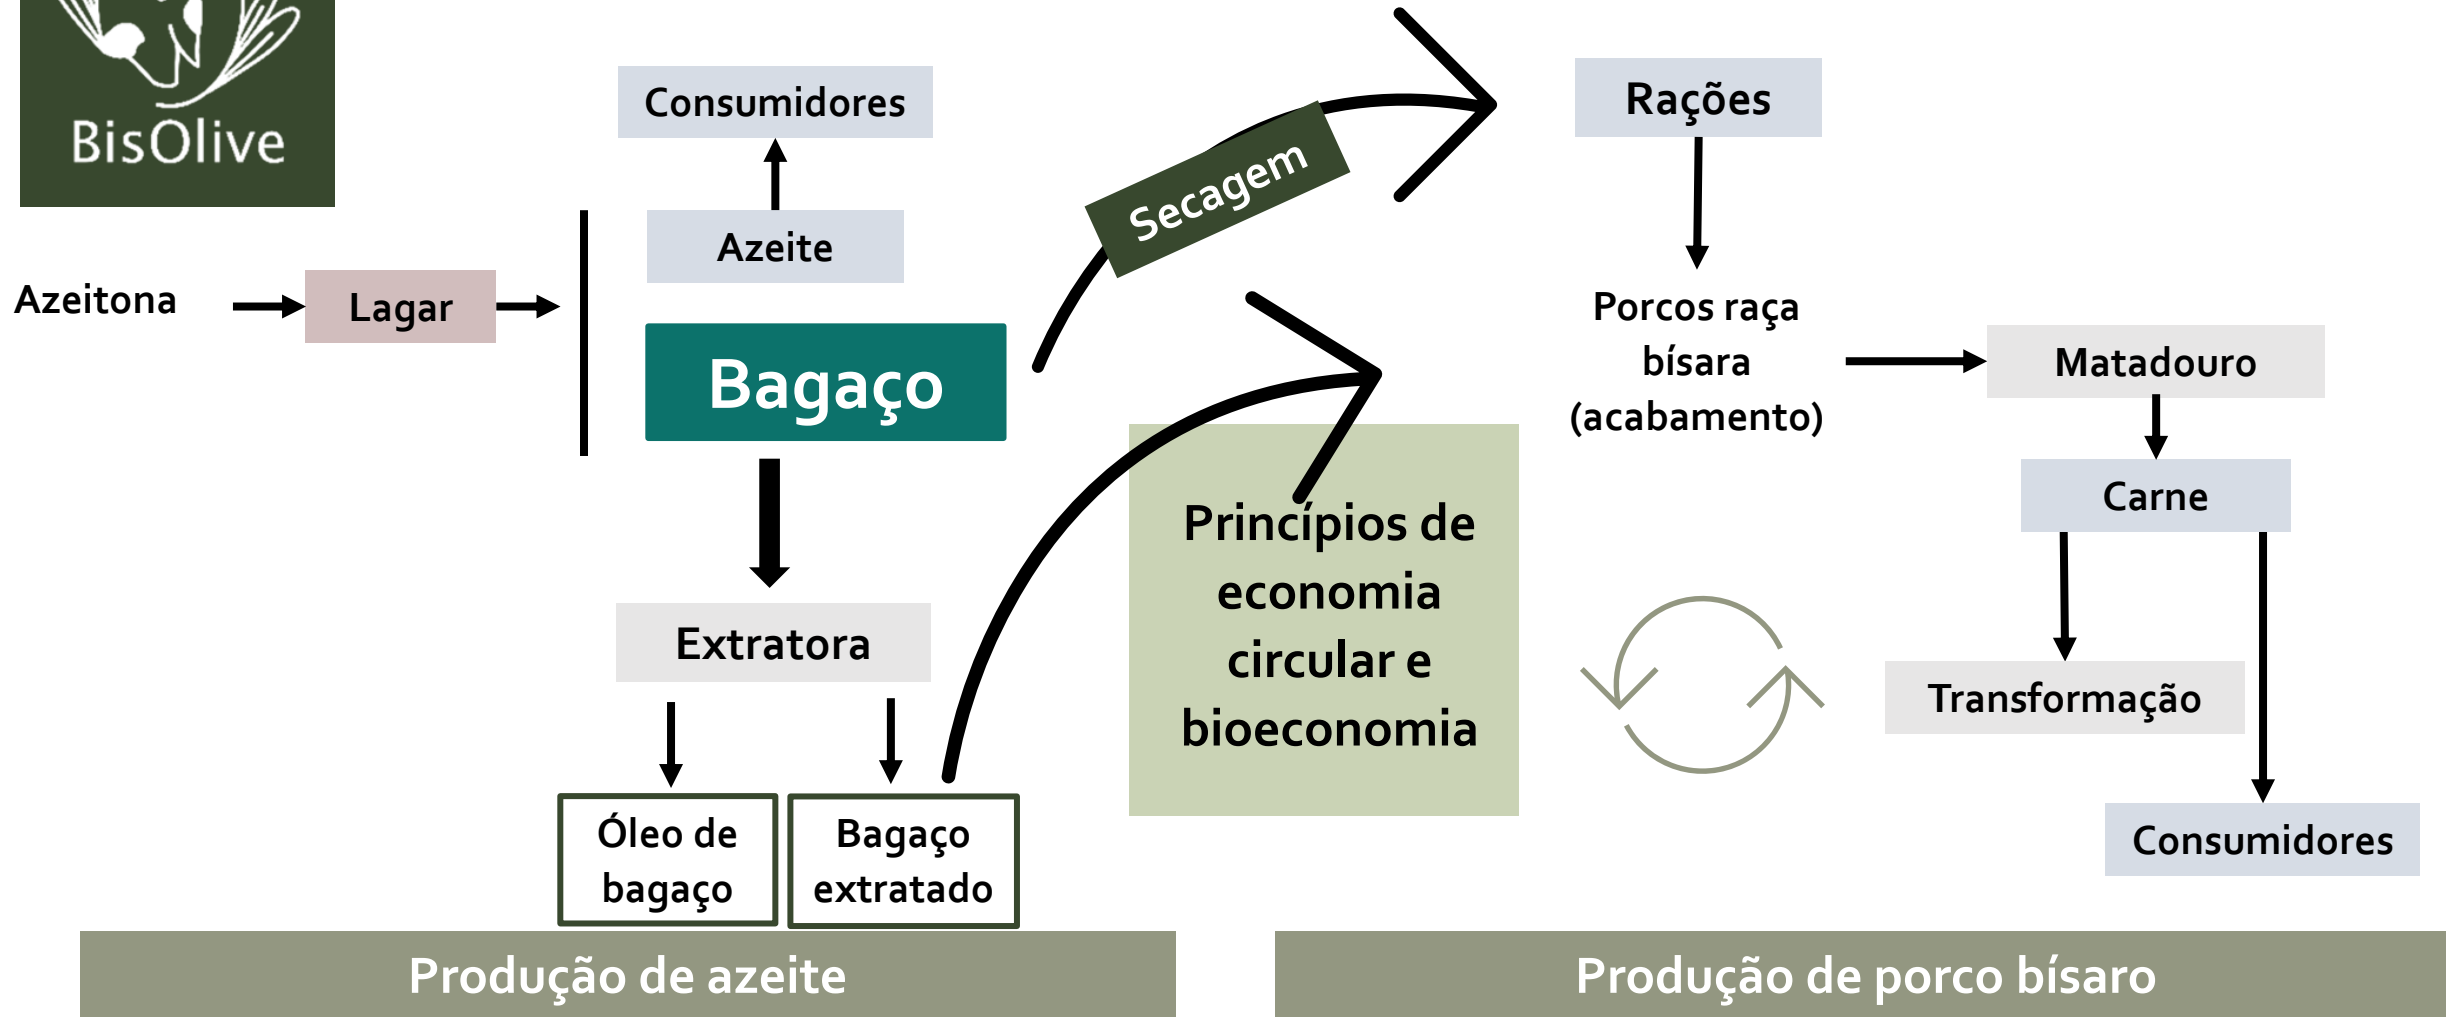 BisOlive
Azeitona
Lagar
Consumidores
Azeite
Bagaço
Extratora
Óleo de
bagaço
Bagaço
extratado
Secagem
Princípios de
economia
circular e
bioeconomia
Rações
Porcos raça
bísara
(acabamento)
Matadouro
Carne
Transformação
Consumidores
Produção de azeite
Produção de porco bísaro